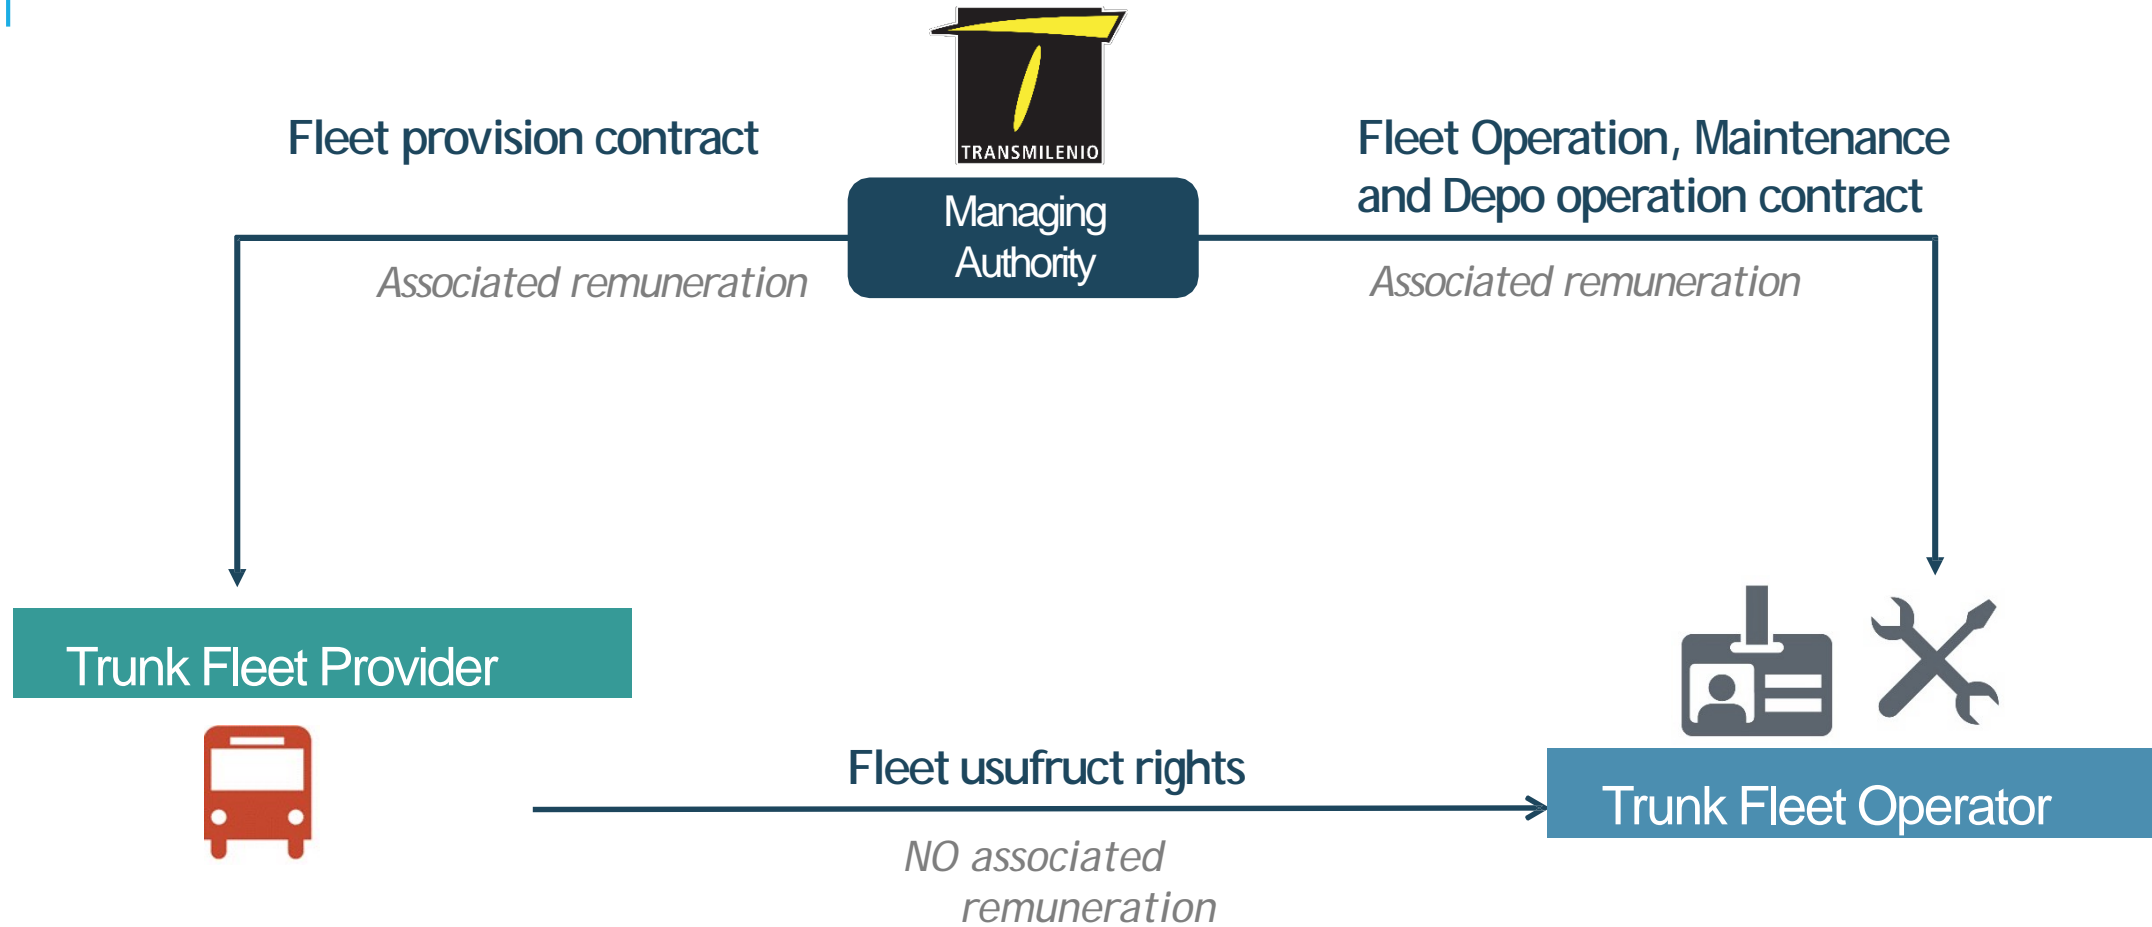 TRANSMILENIO
Fleet provision contract
Fleet Operation, Maintenance
and Depo operation contract
Managing
Authority
Associated remuneration
Associated remuneration
Trunk Fleet Provider
Fleet usufruct rights
Trunk Fleet Operator
NO associated
remuneration